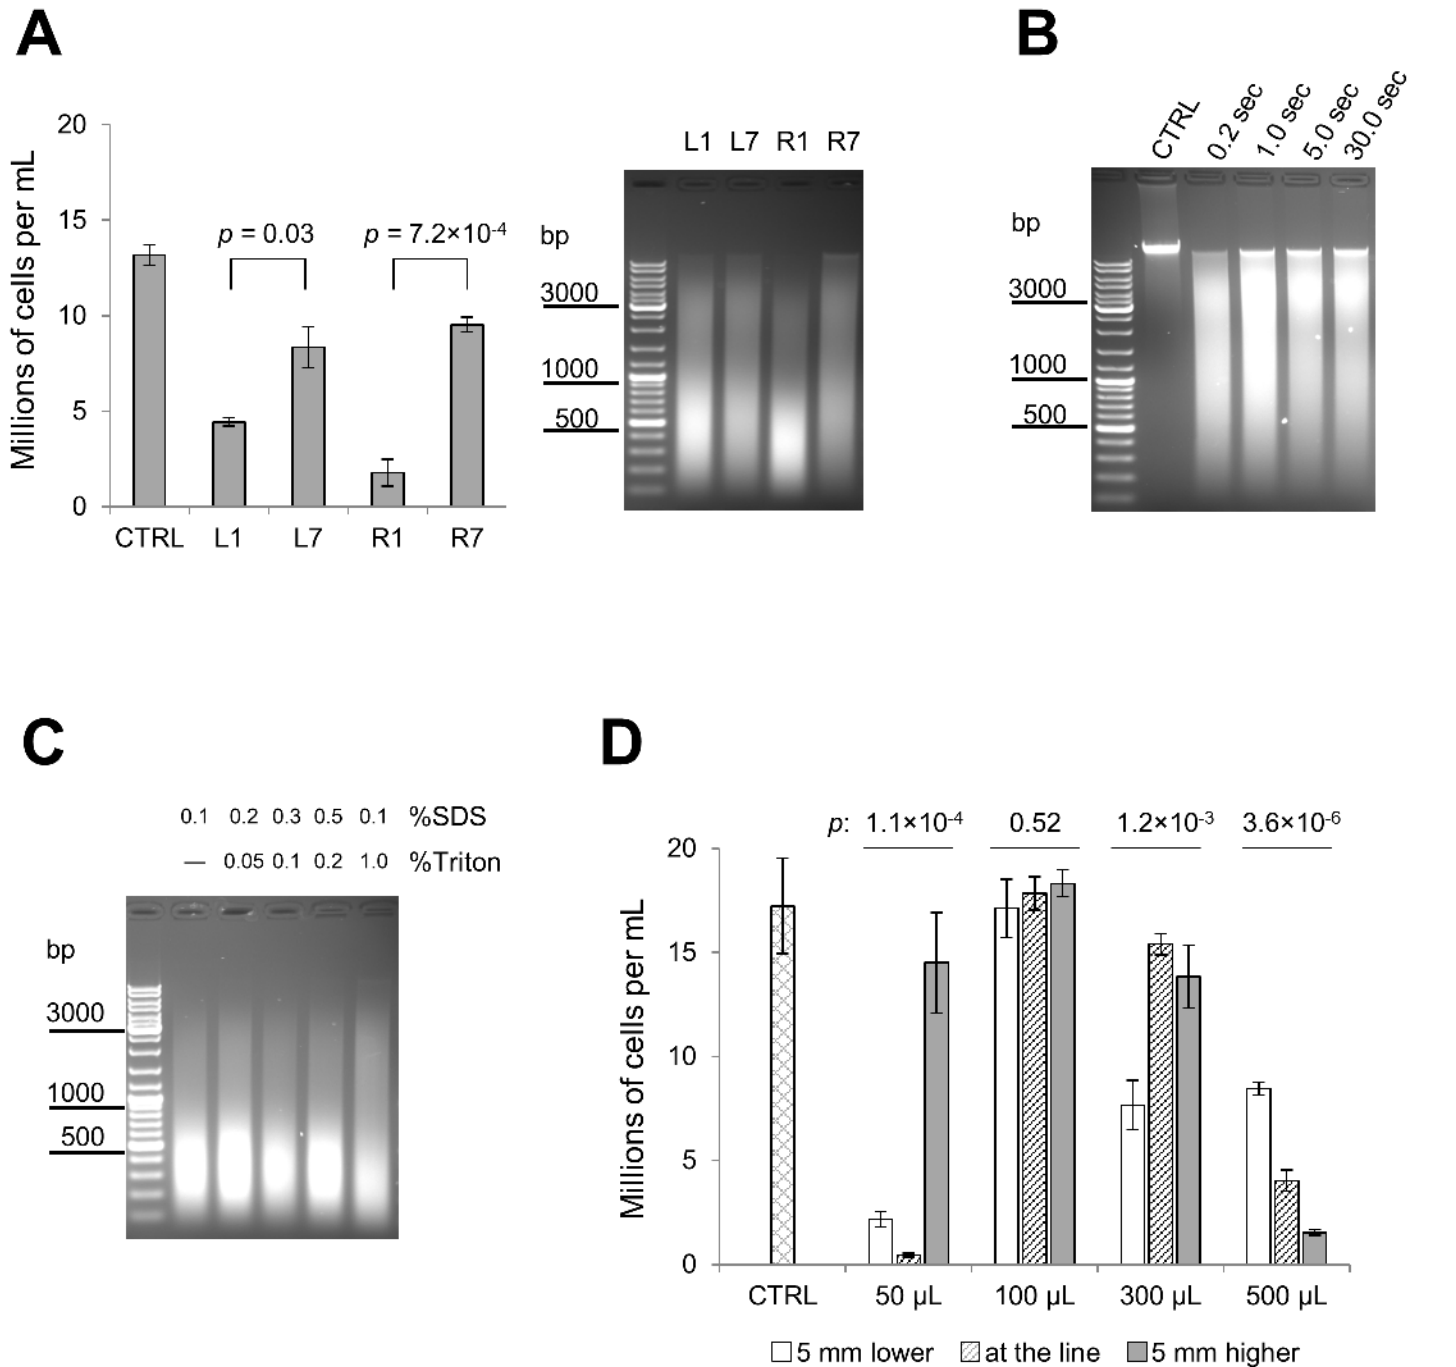 A
20
15
10
5
0
Millions of cells per mL
p = 0.03
p = 7.2×10-4
CTRL L1 L7 R1 R7
L1 L7 R1 R7
bp
3000
1000
500
B
CTRL 0.2 sec 1.0 sec 5.0 sec 30.0 sec
bp
3000
1000
500
C
0.1 0.2 0.3 0.5 0.1 %SDS
— 0.05 0.1 0.2 1.0 %Triton
bp
3000
1000
500
D
p: 1.1×10-4 0.52 1.2×10-3 3.6×10-6
20
15
10
5
0
Millions of cells per mL
CTRL 50 µL 100 µL 300 µL 500 µL
5 mm lower at the line 5 mm higher